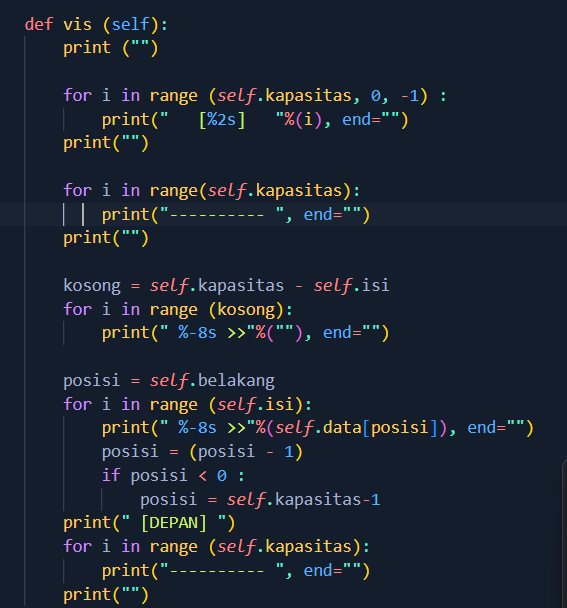 def vis (self):
    print ("")

    for i in range (self.kapasitas, 0, -1) :
        print("   [%2s]   "%(i), end="")
    print("")

    for i in range(self.kapasitas):
        print("---------- ", end="")
    print("")

    kosong = self.kapasitas - self.isi
    for i in range (kosong):
        print(" %-8s >>"%(""), end="")

    posisi = self.belakang
    for i in range (self.isi):
        print(" %-8s >>"%(self.data[posisi]), end="")
        posisi = (posisi - 1)
        if posisi < 0 :
            posisi = self.kapasitas-1
    print(" [DEPAN] ")
    for i in range (self.kapasitas):
        print("---------- ", end="")
    print("")